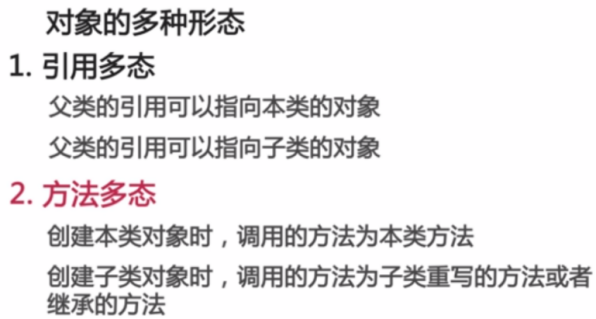 对象的多种形态
1. 引用多态
父类的引用可以指向本类的对象
父类的引用可以指向子类的对象
2. 方法多态
创建本类对象时，调用的方法为本类方法
创建子类对象时，调用的方法为子类重写的方法或者
继承的方法